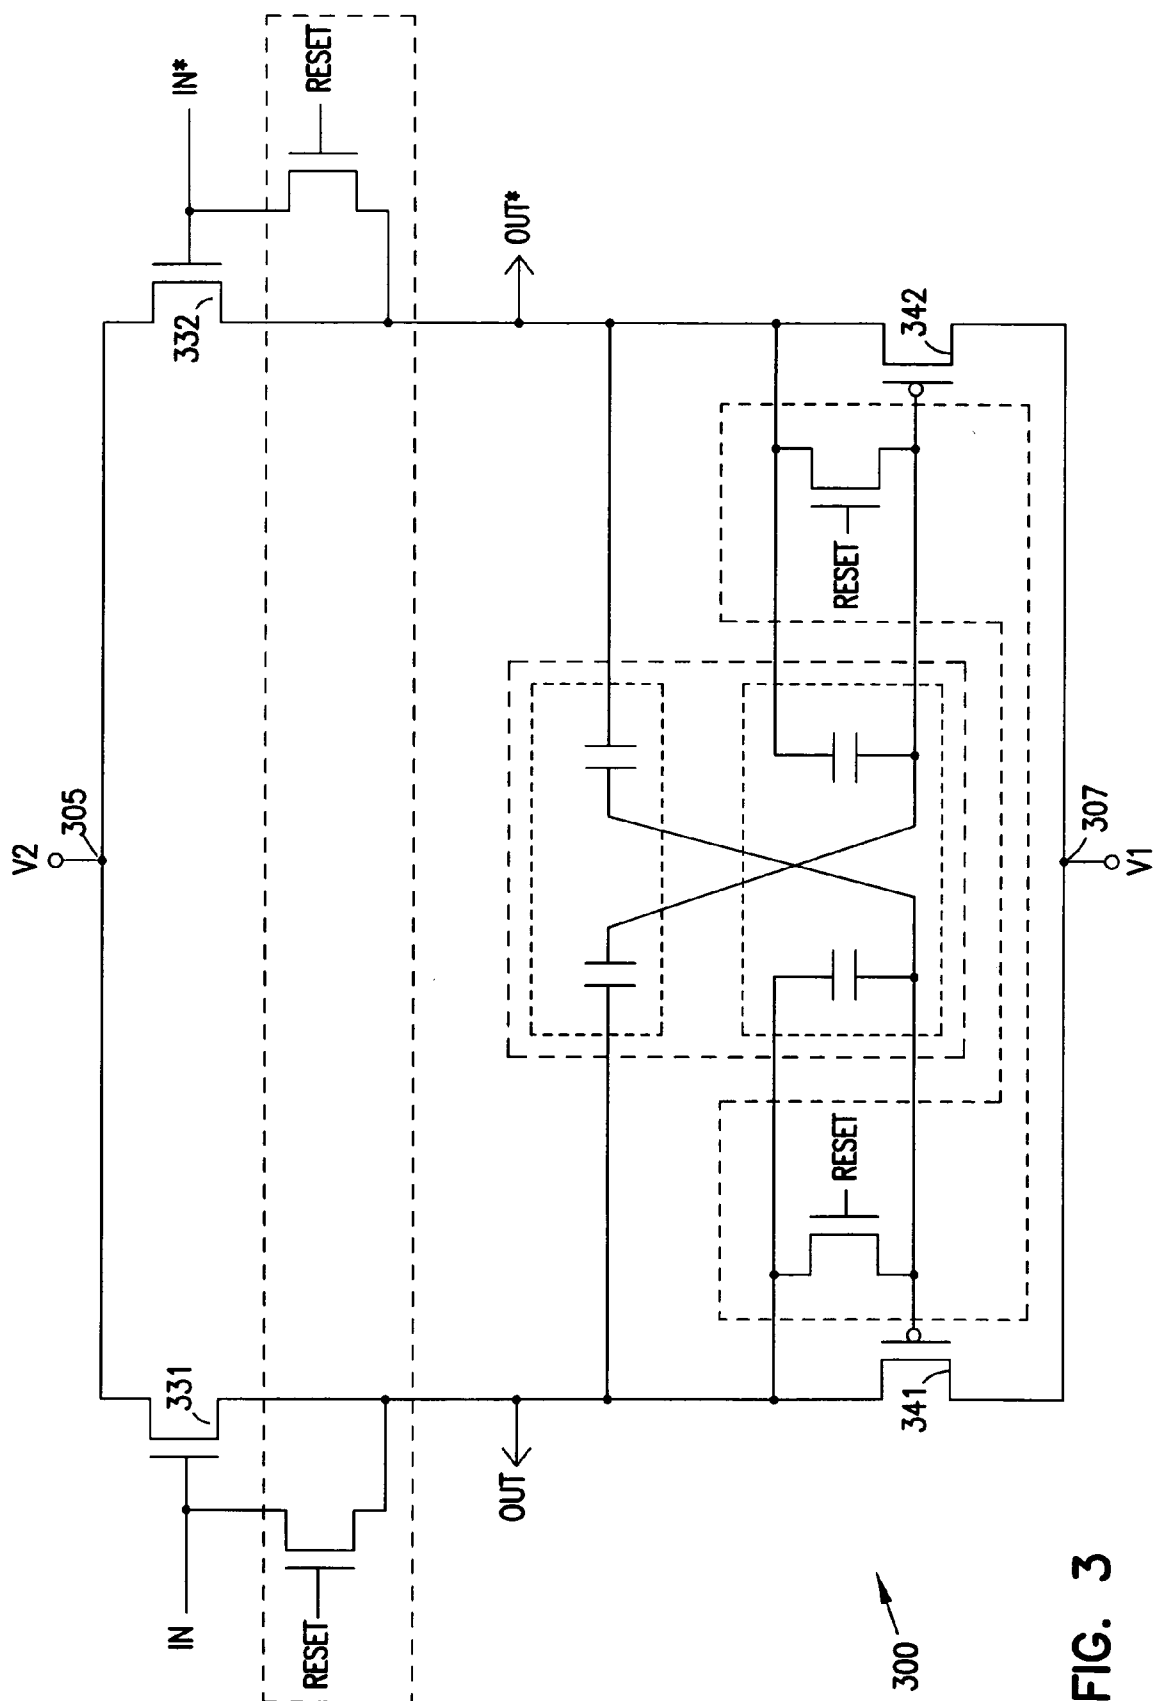 V2
305
IN
331
332
IN*
RESET
RESET
OUT
OUT*
RESET
RESET
341
342
307
V1
300
FIG. 3